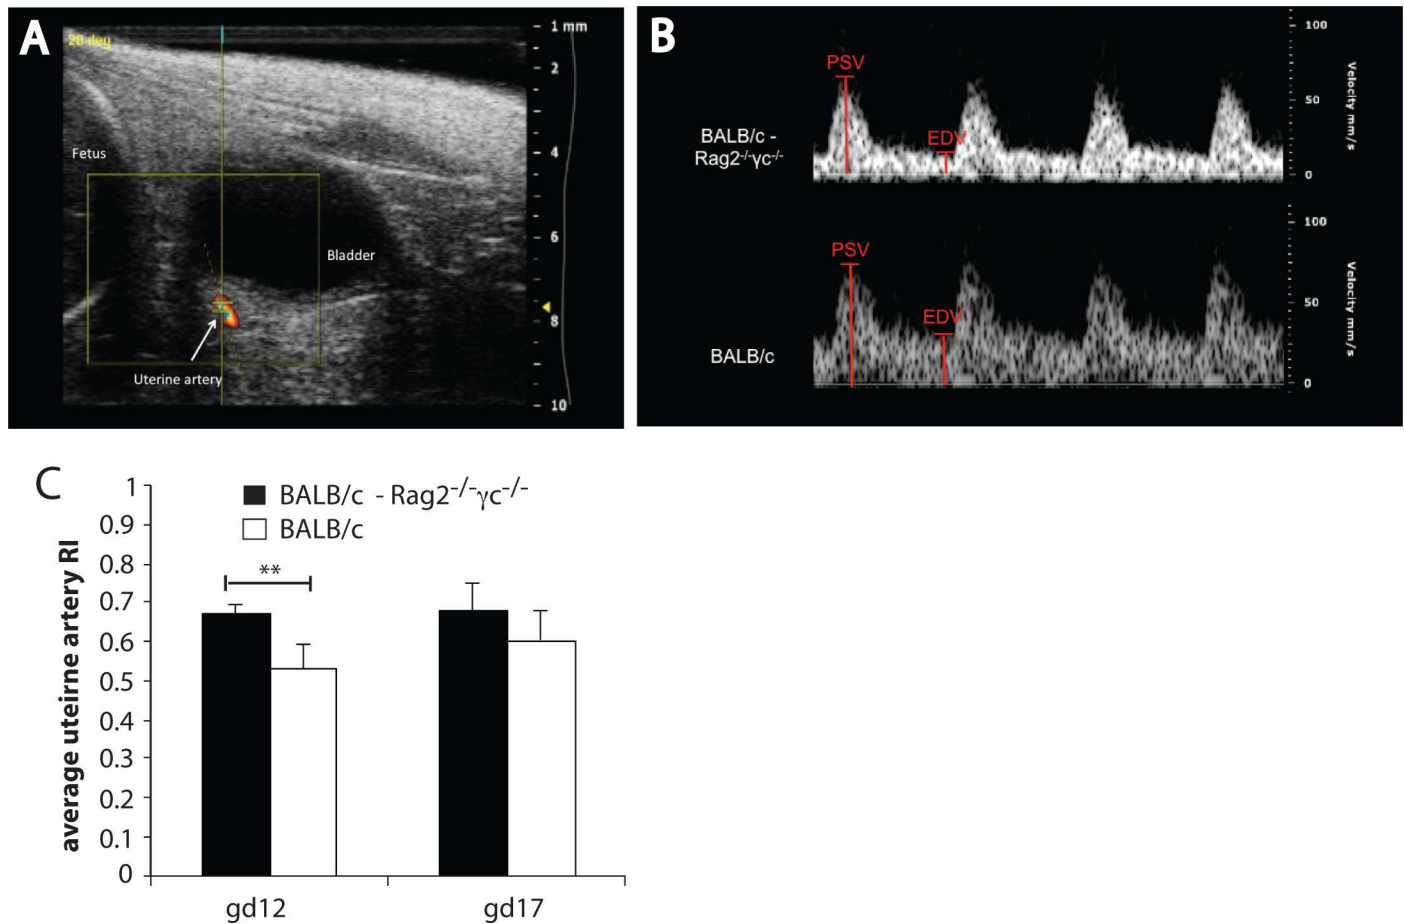 A
20 deg
1 mm
2
Fetus
4
6
Bladder
8
Uterine artery
10
B
100
PSV
Velocity mm/s
50
BALB/c -
Rag2-/-γc-/-
EDV
0
100
PSV
Velocity mm/s
50
EDV
BALB/c
0
C
1
BALB/c - Rag2-/-γc-/-
BALB/c
0.9
0.8
**
0.7
0.6
0.5
0.4
0.3
0.2
0.1
0
average uteirne artery RI
gd12
gd17